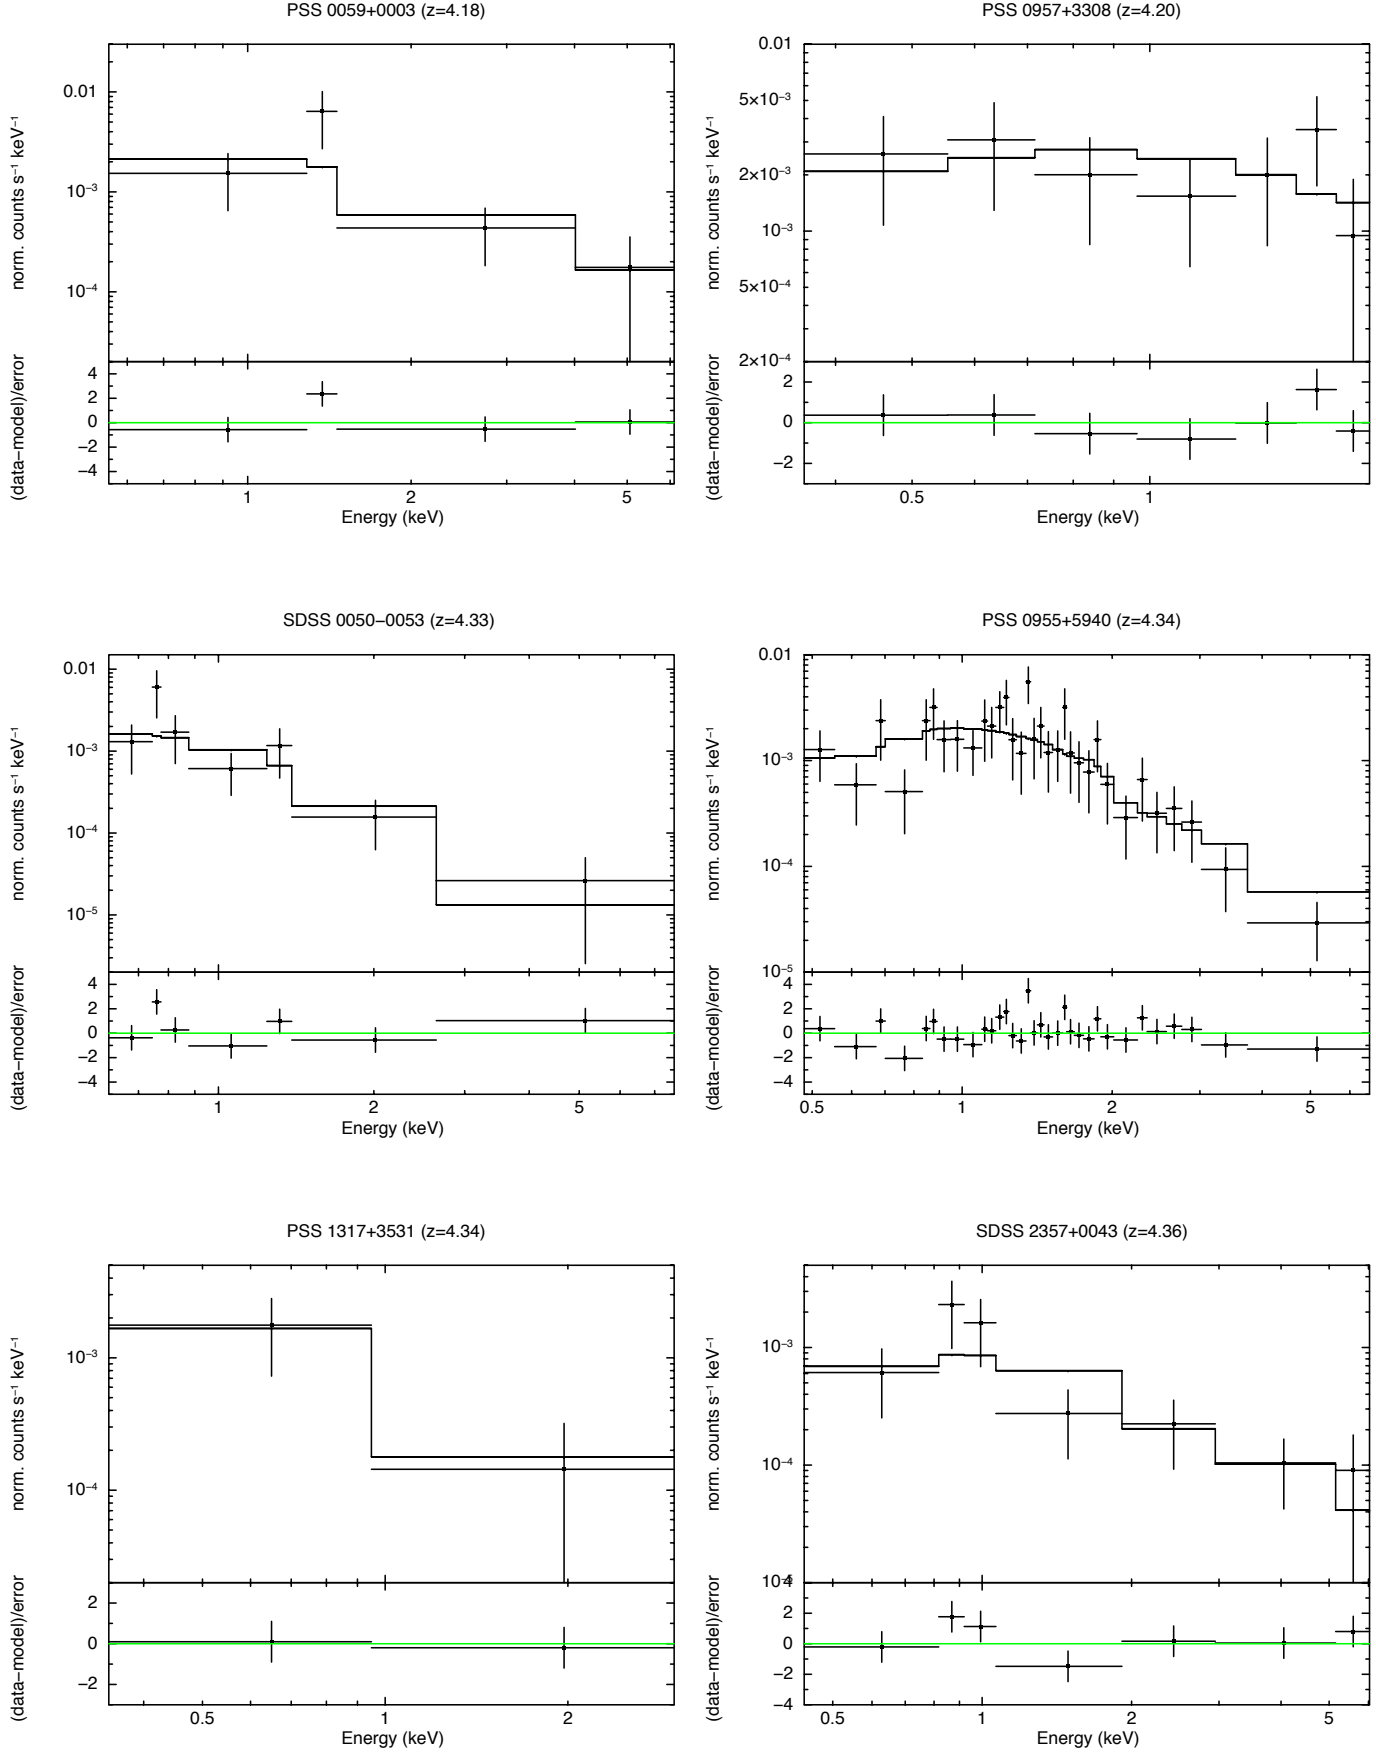 PSS 0059+0003 (z=4.18)
norm. counts s⁻¹ keV⁻¹
0.01
10⁻³
10⁻⁴
(data−model)/error
4
2
0
−2
−4
1
2
5
Energy (keV)
PSS 0957+3308 (z=4.20)
norm. counts s⁻¹ keV⁻¹
0.01
5×10⁻³
2×10⁻³
10⁻³
5×10⁻⁴
2×10⁻⁴
(data−model)/error
2
0
−2
0.5
1
Energy (keV)
SDSS 0050−0053 (z=4.33)
norm. counts s⁻¹ keV⁻¹
0.01
10⁻³
10⁻⁴
10⁻⁵
(data−model)/error
4
2
0
−2
−4
1
2
5
Energy (keV)
PSS 0955+5940 (z=4.34)
norm. counts s⁻¹ keV⁻¹
0.01
10⁻³
10⁻⁴
10⁻⁵
(data−model)/error
4
2
0
−2
−4
0.5
1
2
5
Energy (keV)
PSS 1317+3531 (z=4.34)
norm. counts s⁻¹ keV⁻¹
10⁻³
10⁻⁴
(data−model)/error
2
0
−2
0.5
1
2
Energy (keV)
SDSS 2357+0043 (z=4.36)
norm. counts s⁻¹ keV⁻¹
10⁻³
10⁻⁴
(data−model)/error
2
0
−2
−4
0.5
1
2
5
Energy (keV)